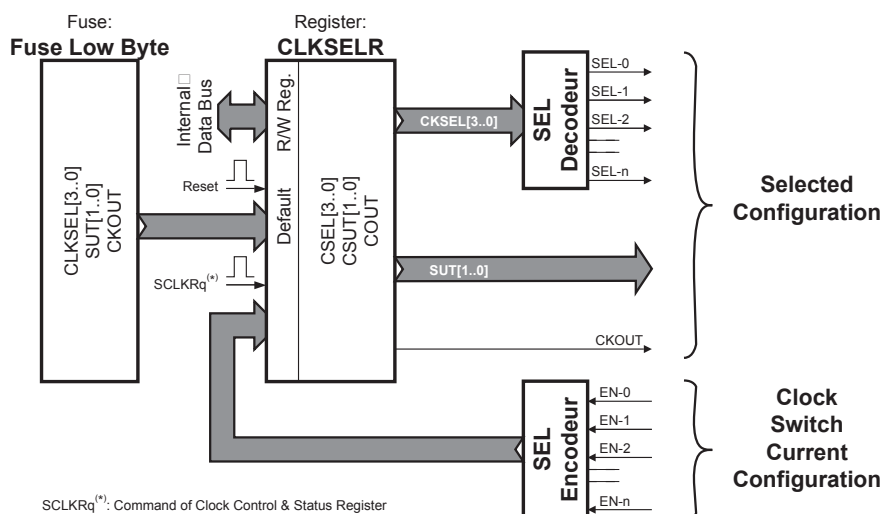 Fuse:
Fuse Low Byte
CLKSEL[3..0]
SUT[1..0]
CKOUT
Register:
CLKSELR
Internal□
Data Bus
R/W Reg.
Reset
Default
SCLKRq(*)
CSEL[3..0]
CSUT[1..0]
COUT
CKSEL[3..0]
SUT[1..0]
CKOUT
SEL
Decodeur
SEL-0
SEL-1
SEL-2
SEL-n
Selected
Configuration
SEL
Encodeur
EN-0
EN-1
EN-2
EN-n
Clock
Switch
Current
Configuration
SCLKRq(*): Command of Clock Control & Status Register